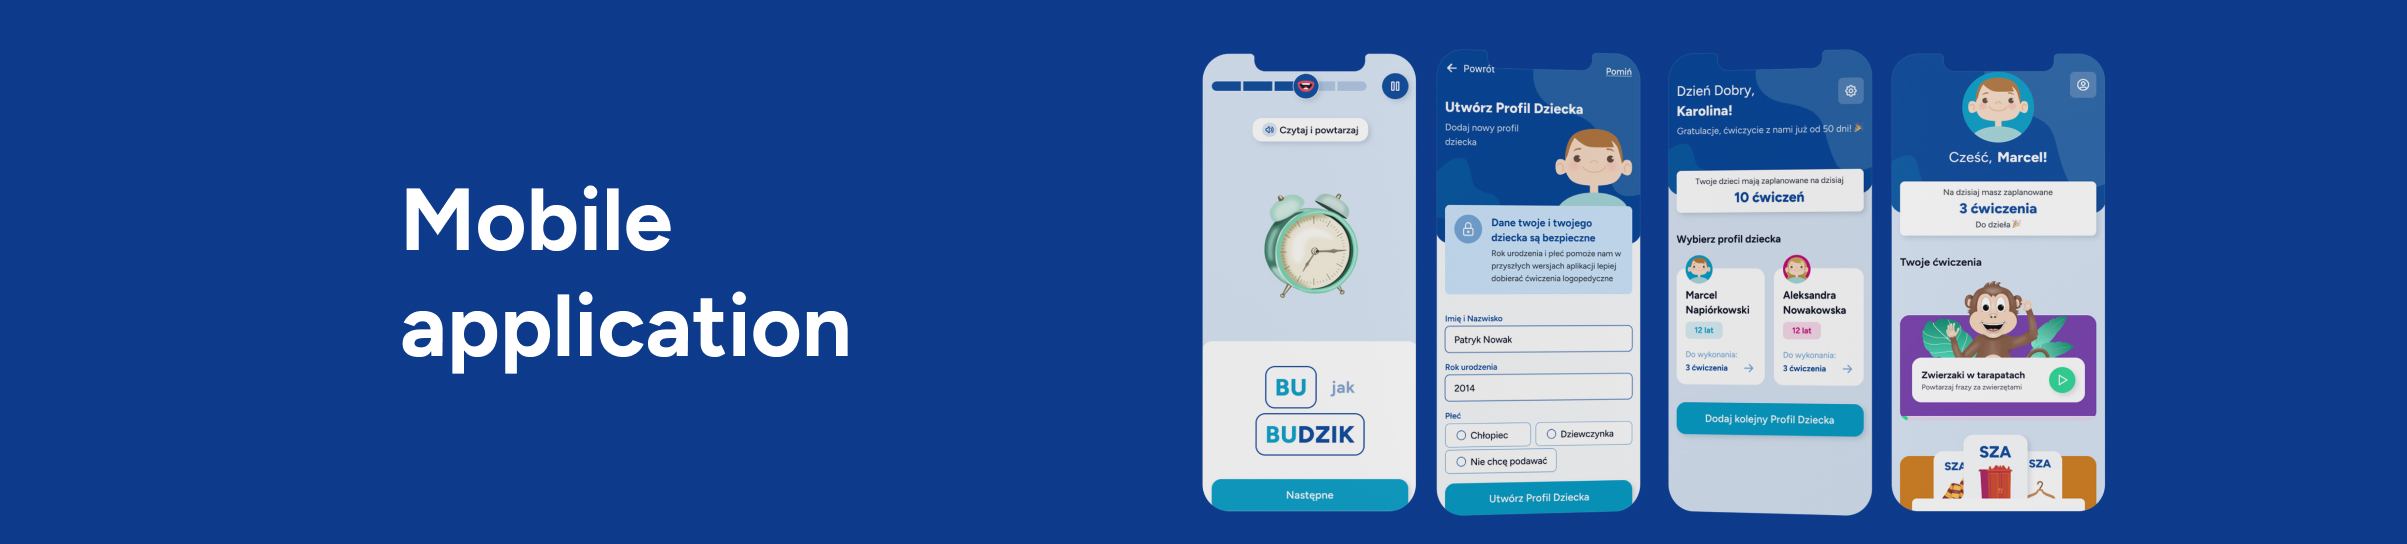 Mobile
application
Czytaj i powtarzaj
BU jak
BUDZIK
Następne
Powrót
Pomiń
Utwórz Profil Dziecka
Dodaj nowy profil
dziecka
Dane twoje i twojego
dziecka są bezpieczne
Rok urodzenia i płeć pomoże nam w
przyszłych wersjach aplikacji lepiej
dobierać ćwiczenia logopedyczne
Imię i Nazwisko
Patryk Nowak
Rok urodzenia
2014
Płeć
Chłopiec
Dziewczynka
Nie chcę podawać
Utwórz Profil Dziecka
Dzień Dobry,
Karolina!
Gratulacje, ćwiczycie z nami już od 50 dni! 🎉
Twoje dzieci mają zaplanowane na dzisiaj
10 ćwiczeń
Wybierz profil dziecka
Marcel
Napiórkowski
12 lat
Do wykonania:
3 ćwiczenia
Aleksandra
Nowakowska
12 lat
Do wykonania:
3 ćwiczenia
Dodaj kolejny Profil Dziecka
Cześć, Marcel!
Na dzisiaj masz zaplanowane
3 ćwiczenia
Do dzieła 🎉
Twoje ćwiczenia
Zwierzaki w tarapatach
Powtarzaj frazy za zwierzętami
SZA
SZA
SZA